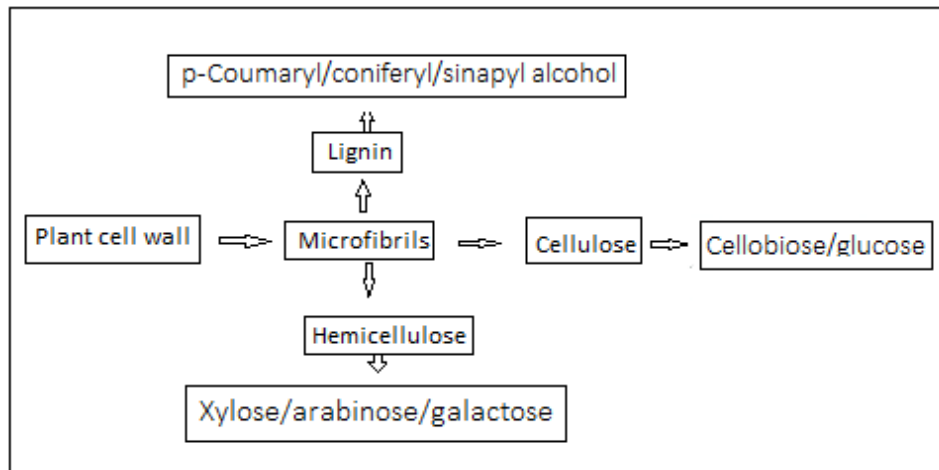 p-Coumaryl/coniferyl/sinapyl alcohol
Lignin
Plant cell wall
Microfibrils
Cellulose
Cellobiose/glucose
Hemicellulose
Xylose/arabinose/galactose